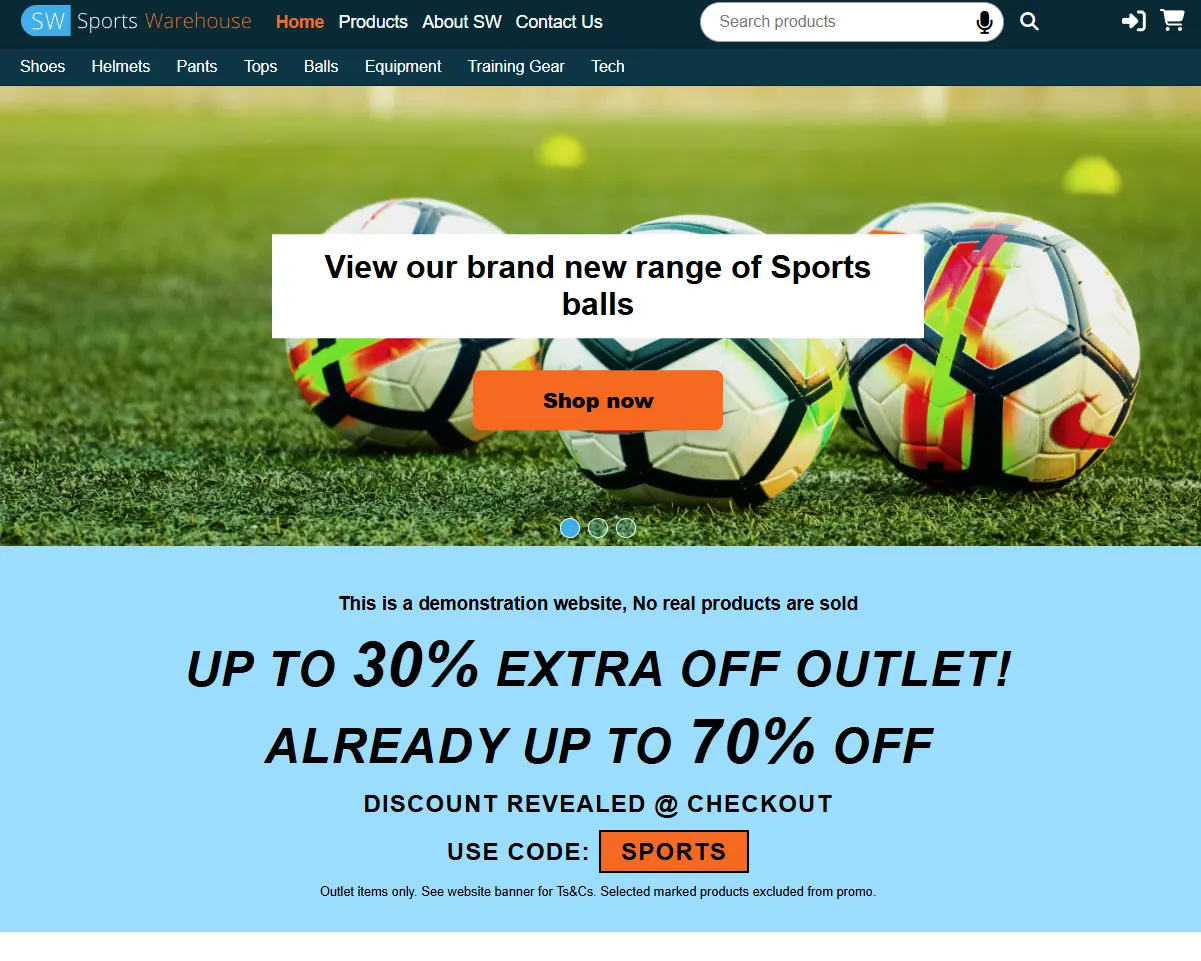 SW Sports Warehouse Home Products About SW Contact Us Search products
Shoes Helmets Pants Tops Balls Equipment Training Gear Tech
View our brand new range of Sports
balls
Shop now
This is a demonstration website, No real products are sold
UP TO 30% EXTRA OFF OUTLET!
ALREADY UP TO 70% OFF
DISCOUNT REVEALED @ CHECKOUT
USE CODE: SPORTS
Outlet items only. See website banner for Ts&Cs. Selected marked products excluded from promo.